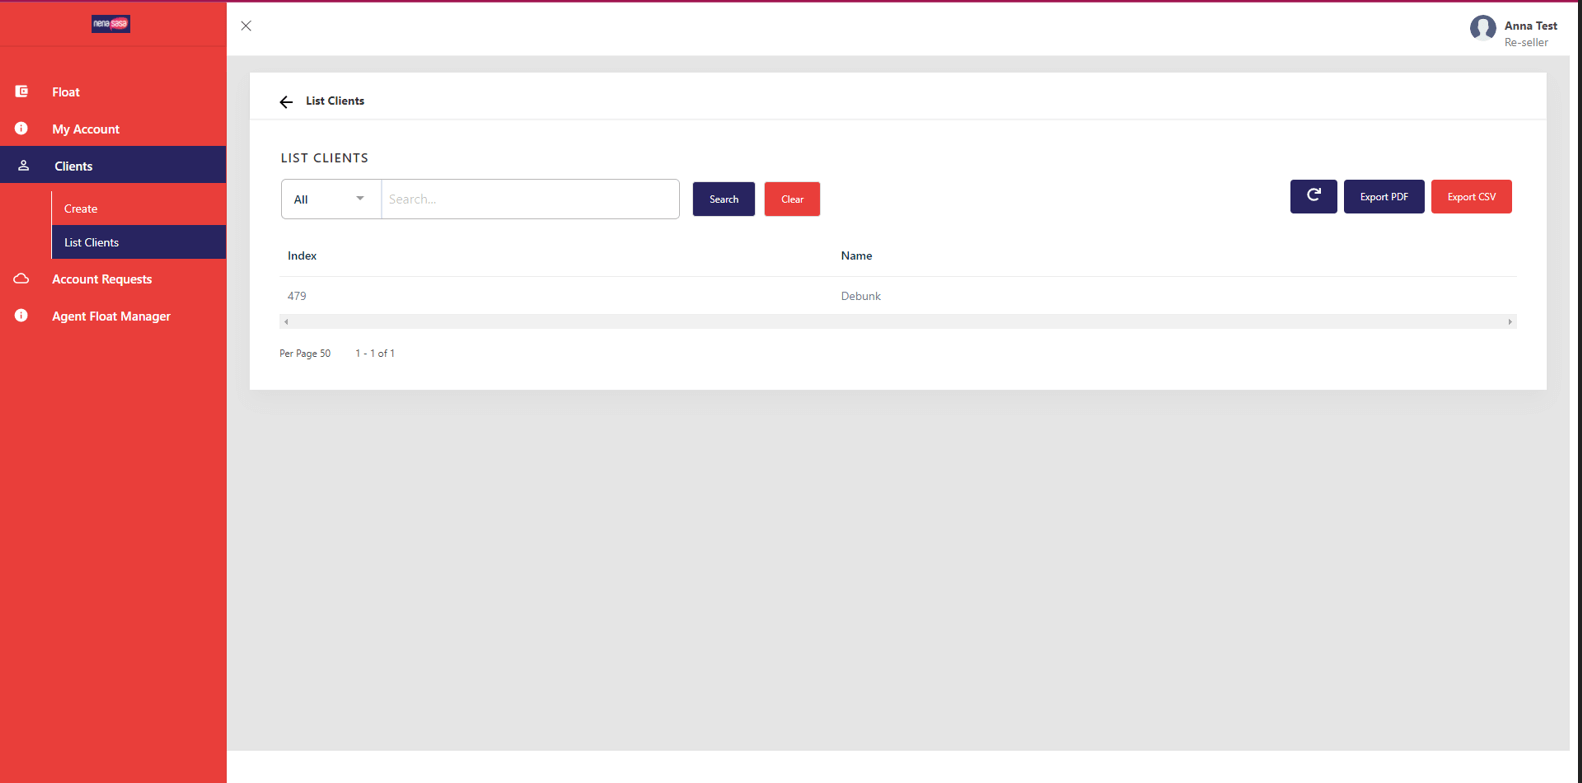 nena sasa
Anna Test
Re-seller
Float
My Account
Clients
Create
List Clients
Account Requests
Agent Float Manager
List Clients
LIST CLIENTS
All Search... Search Clear Export PDF Export CSV
Index Name
479 Debunk
Per Page 50 1 - 1 of 1